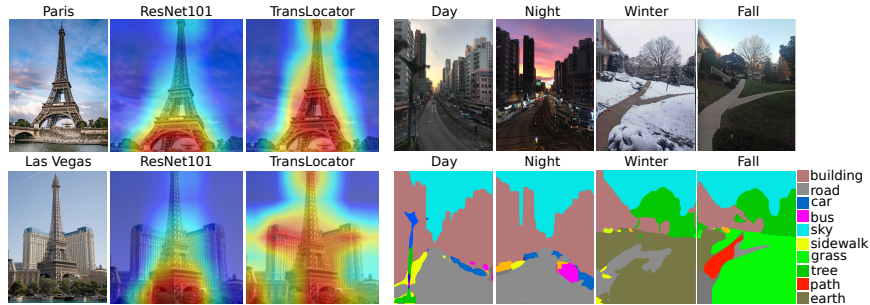 Paris ResNet101 TransLocator Day Night Winter Fall
Las Vegas ResNet101 TransLocator Day Night Winter Fall
building
road
car
bus
sky
sidewalk
grass
tree
path
earth